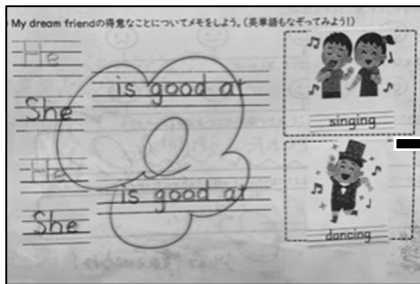 My dream friendの得意なことについてメモをしよう。（英単語もなぞってみよう！）
He
She is good at
singing
He
She is good at
dancing